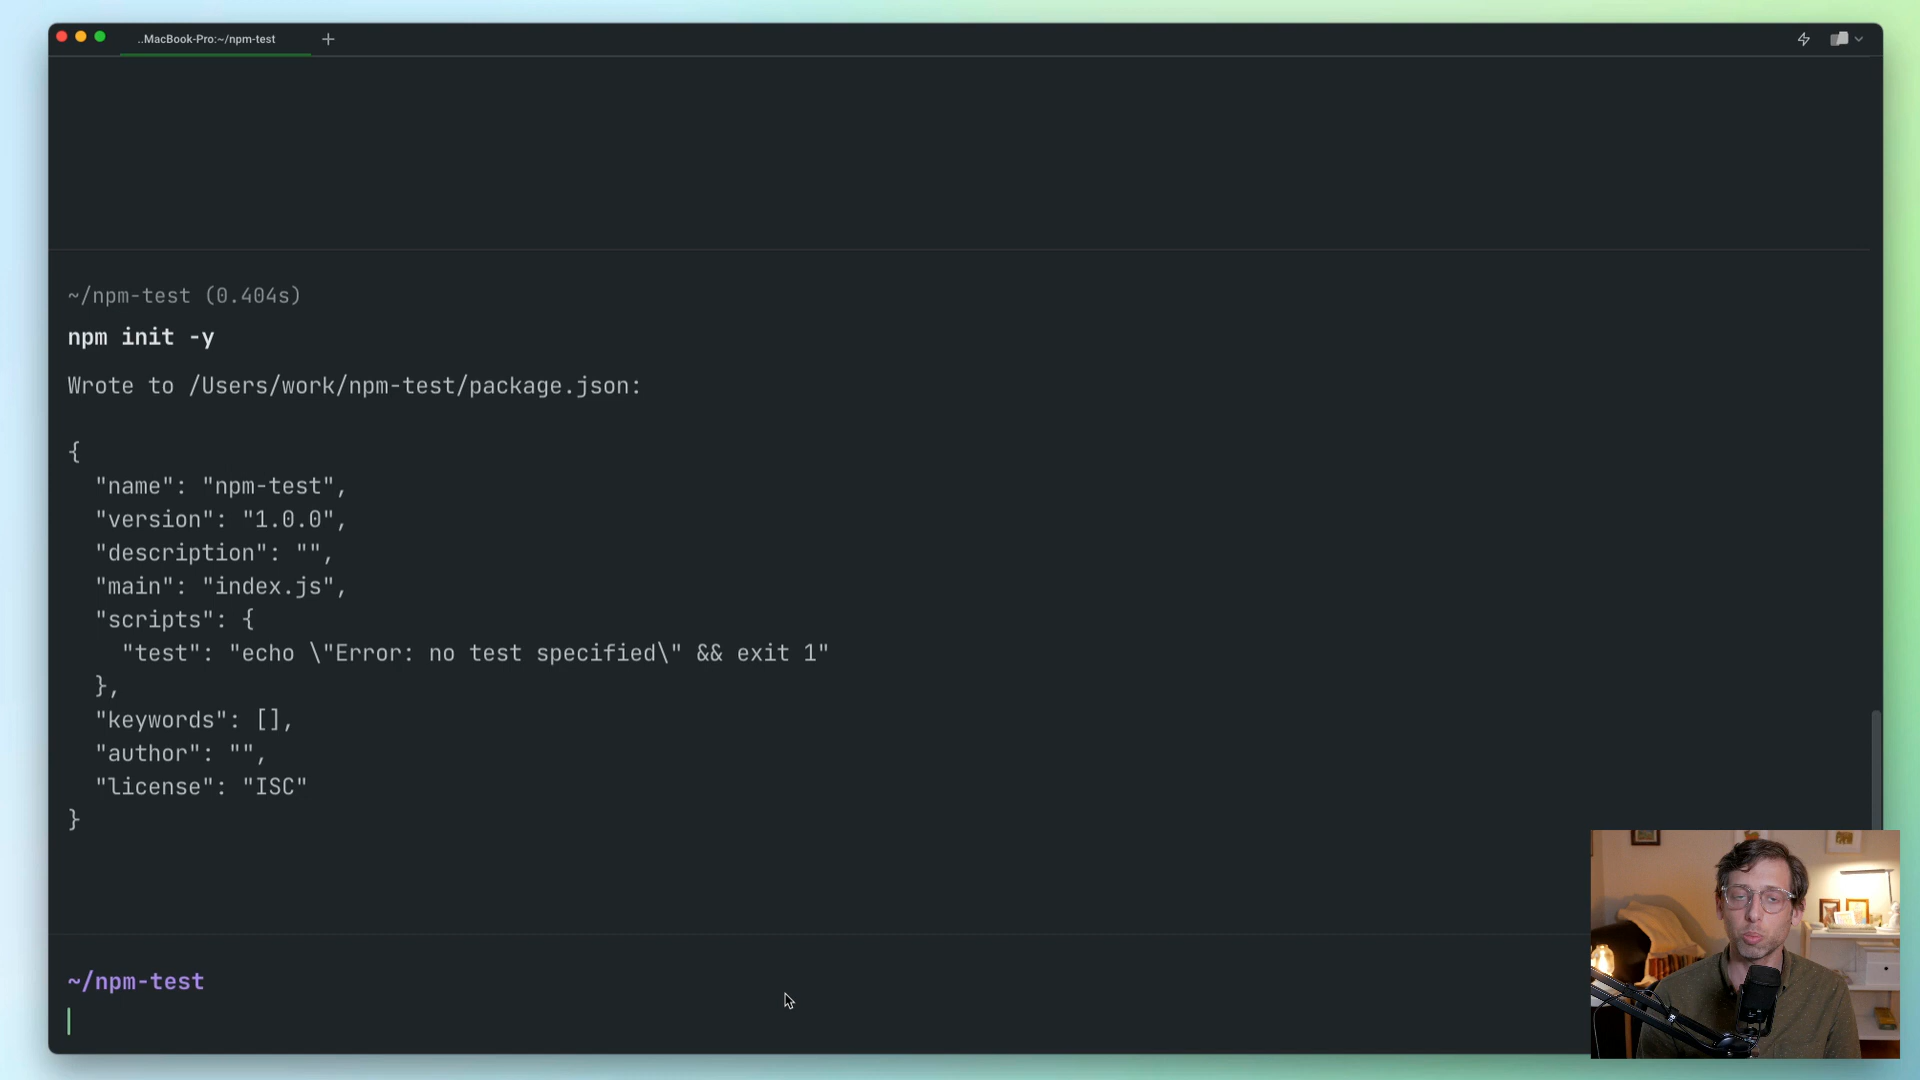 ..MacBook-Pro:~/npm-test
~/npm-test (0.404s)
npm init -y
Wrote to /Users/work/npm-test/package.json:
{
"name": "npm-test",
"version": "1.0.0",
"description": "",
"main": "index.js",
"scripts": {
"test": "echo \"Error: no test specified\" && exit 1"
},
"keywords": [],
"author": "",
"license": "ISC"
}
~/npm-test